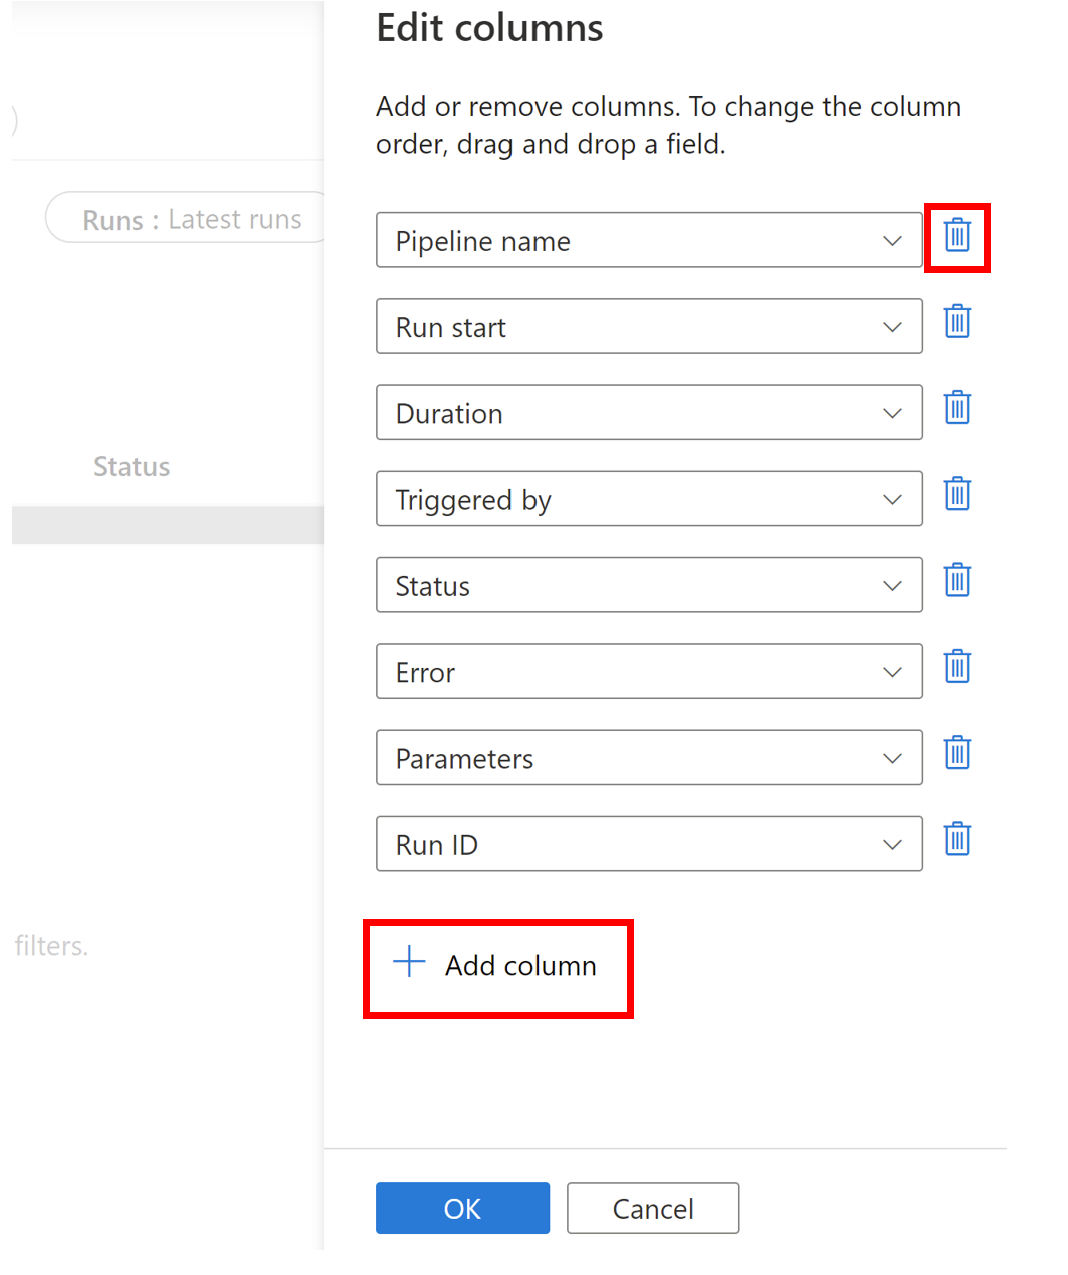 Edit columns
Add or remove columns. To change the column
order, drag and drop a field.
Runs : Latest runs
Pipeline name
Run start
Duration
Triggered by
Status
Status
Error
Parameters
Run ID
filters.
Add column
OK
Cancel